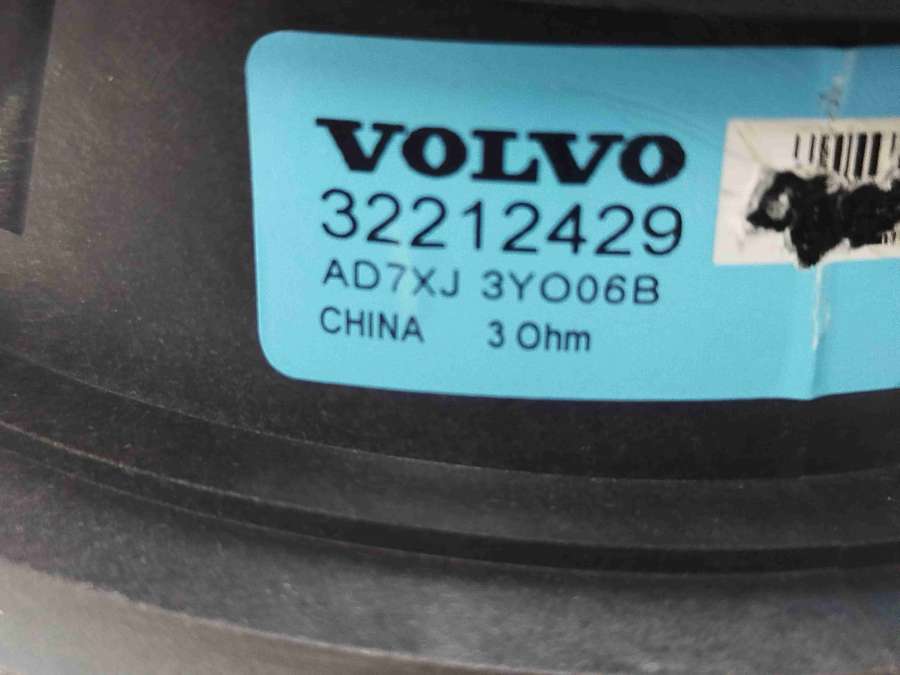 VOLVO
32212429
AD7XJ 3YO06B
CHINA 3 Ohm